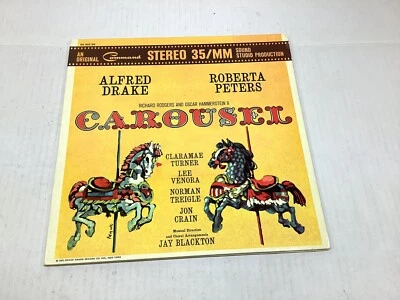 AN ORIGINAL Command STEREO 35/MM SOUND STUDIO PRODUCTION
ALFRED DRAKE
ROBERTA PETERS
RICHARD RODGERS AND OSCAR HAMMERSTEIN II
CAROUSEL
CLARAMAE
TURNER
LEE
VENORA
NORMAN
TREIGLE
JON
CRAIN
Musical Direction
and Choral Arrangements
JAY BLACKTON